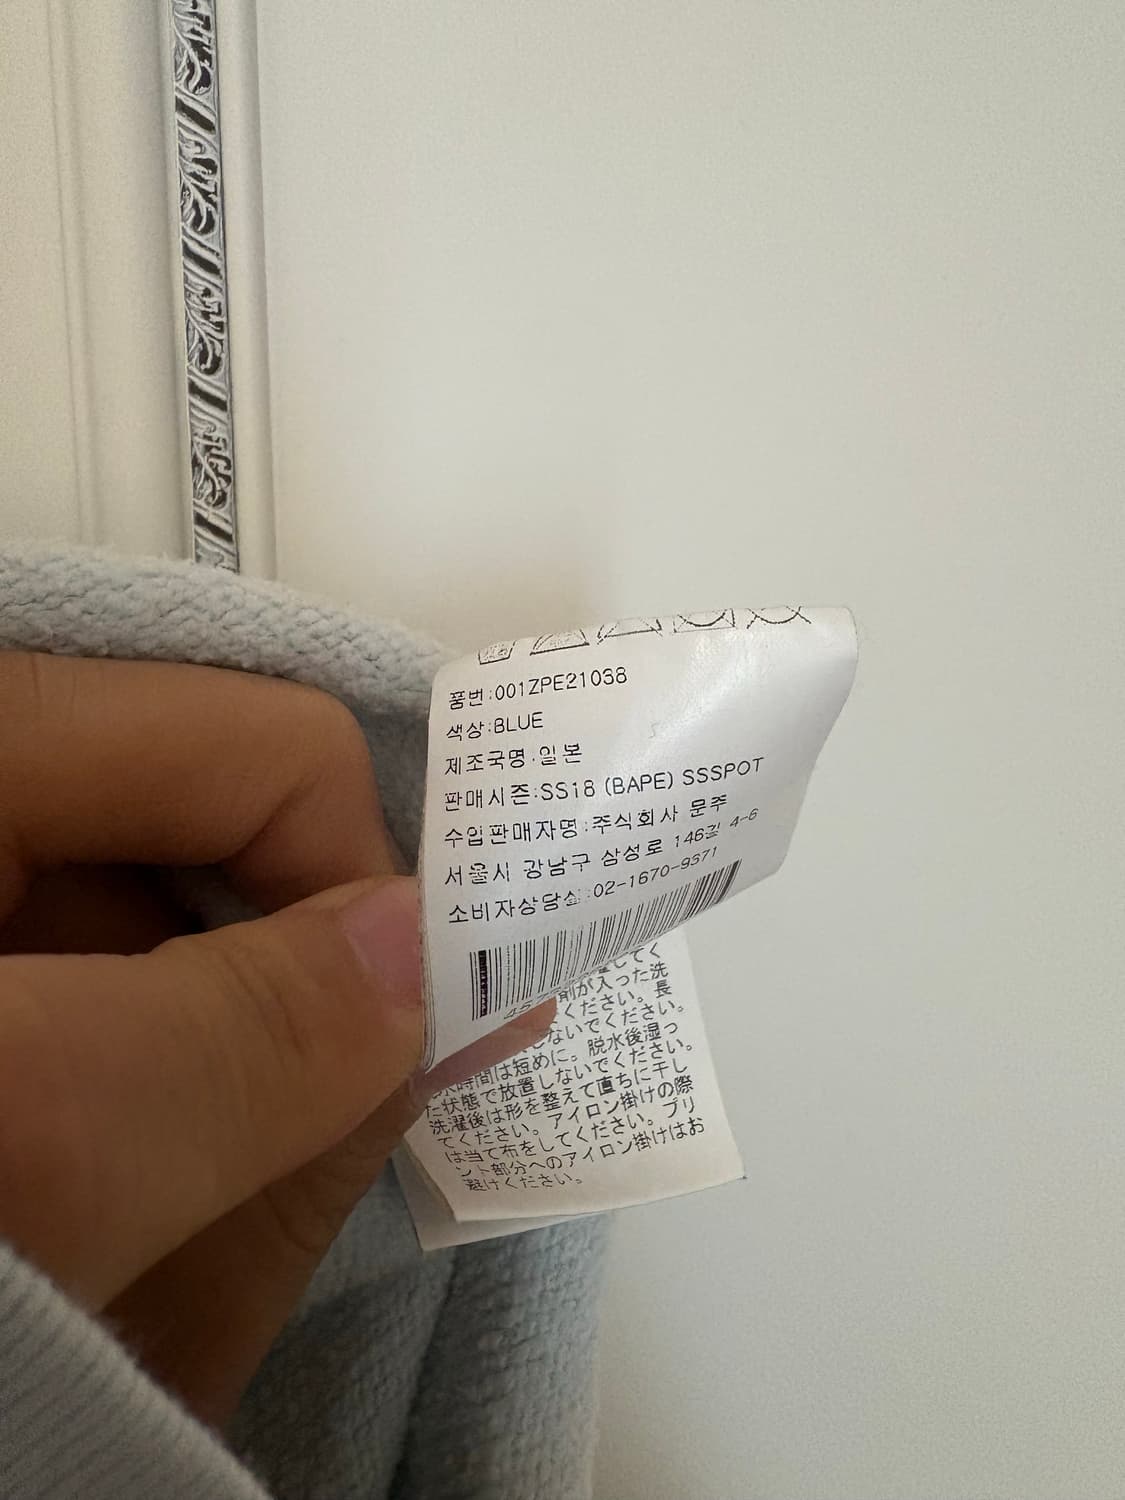 품번:001ZPE21038
색상:BLUE
제조국명:일본
판매시즌:SS18 (BAPE) SSSPOT
수입판매자명:주식회사 문주
서울시 강남구 삼성로 146길 4-6
소비자상담실:02-1670-9371
457
してく
剤が入った洗
ください。長
ないでください。
時間は短めに。脱水後湿っ
た状態で放置しないでください。
洗濯後は形を整えて直ちに干し
てください。アイロン掛けの際
は当て布をしてください。プリ
ント部分へのアイロン掛けはお
避けください。